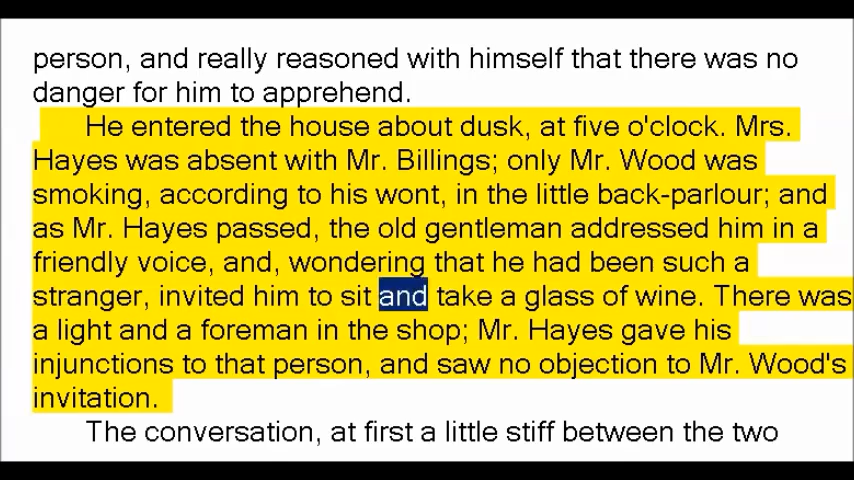 person, and really reasoned with himself that there was no
danger for him to apprehend.
He entered the house about dusk, at five o'clock. Mrs.
Hayes was absent with Mr. Billings; only Mr. Wood was
smoking, according to his wont, in the little back-parlour; and
as Mr. Hayes passed, the old gentleman addressed him in a
friendly voice, and, wondering that he had been such a
stranger, invited him to sit and take a glass of wine. There was
a light and a foreman in the shop; Mr. Hayes gave his
injunctions to that person, and saw no objection to Mr. Wood's
invitation.
The conversation, at first a little stiff between the two